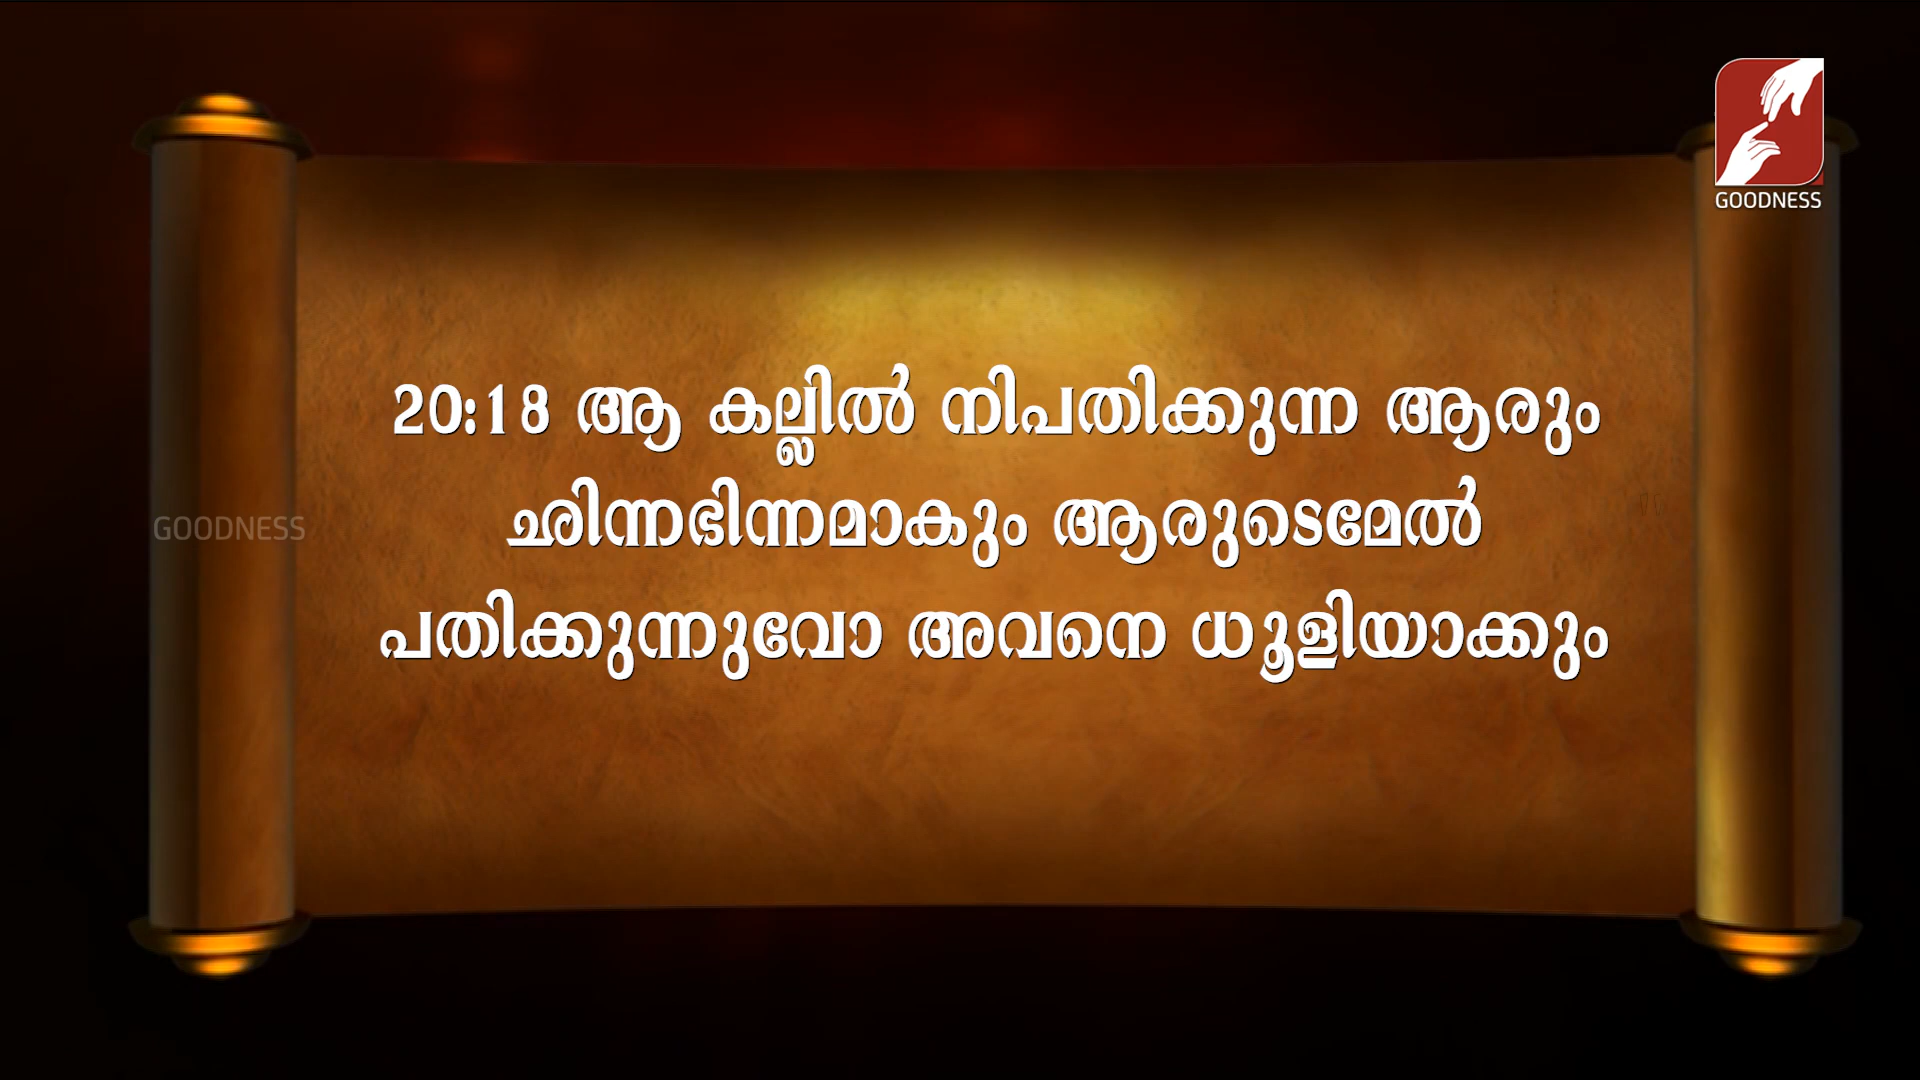 GOODNESS
20:18 ആ കല്ലിൽ നിപതിക്കുന്ന ആരും
ഛിന്നഭിന്നമാകും ആരുടെമേൽ
GOODNESS
പതിക്കുന്നുവോ അവനെ ധൂളിയാക്കും